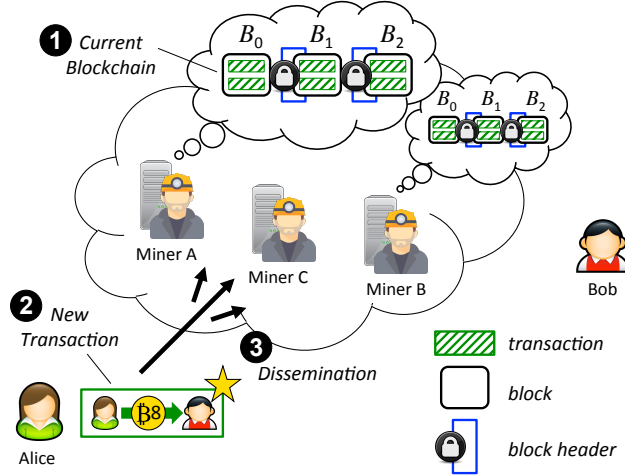 1 Current
Blockchain
B0 B1 B2
B0 B1 B2
Miner A
Miner C
Miner B
Bob
2 New
Transaction
3
Dissemination
₿8
Alice
transaction
block
block header